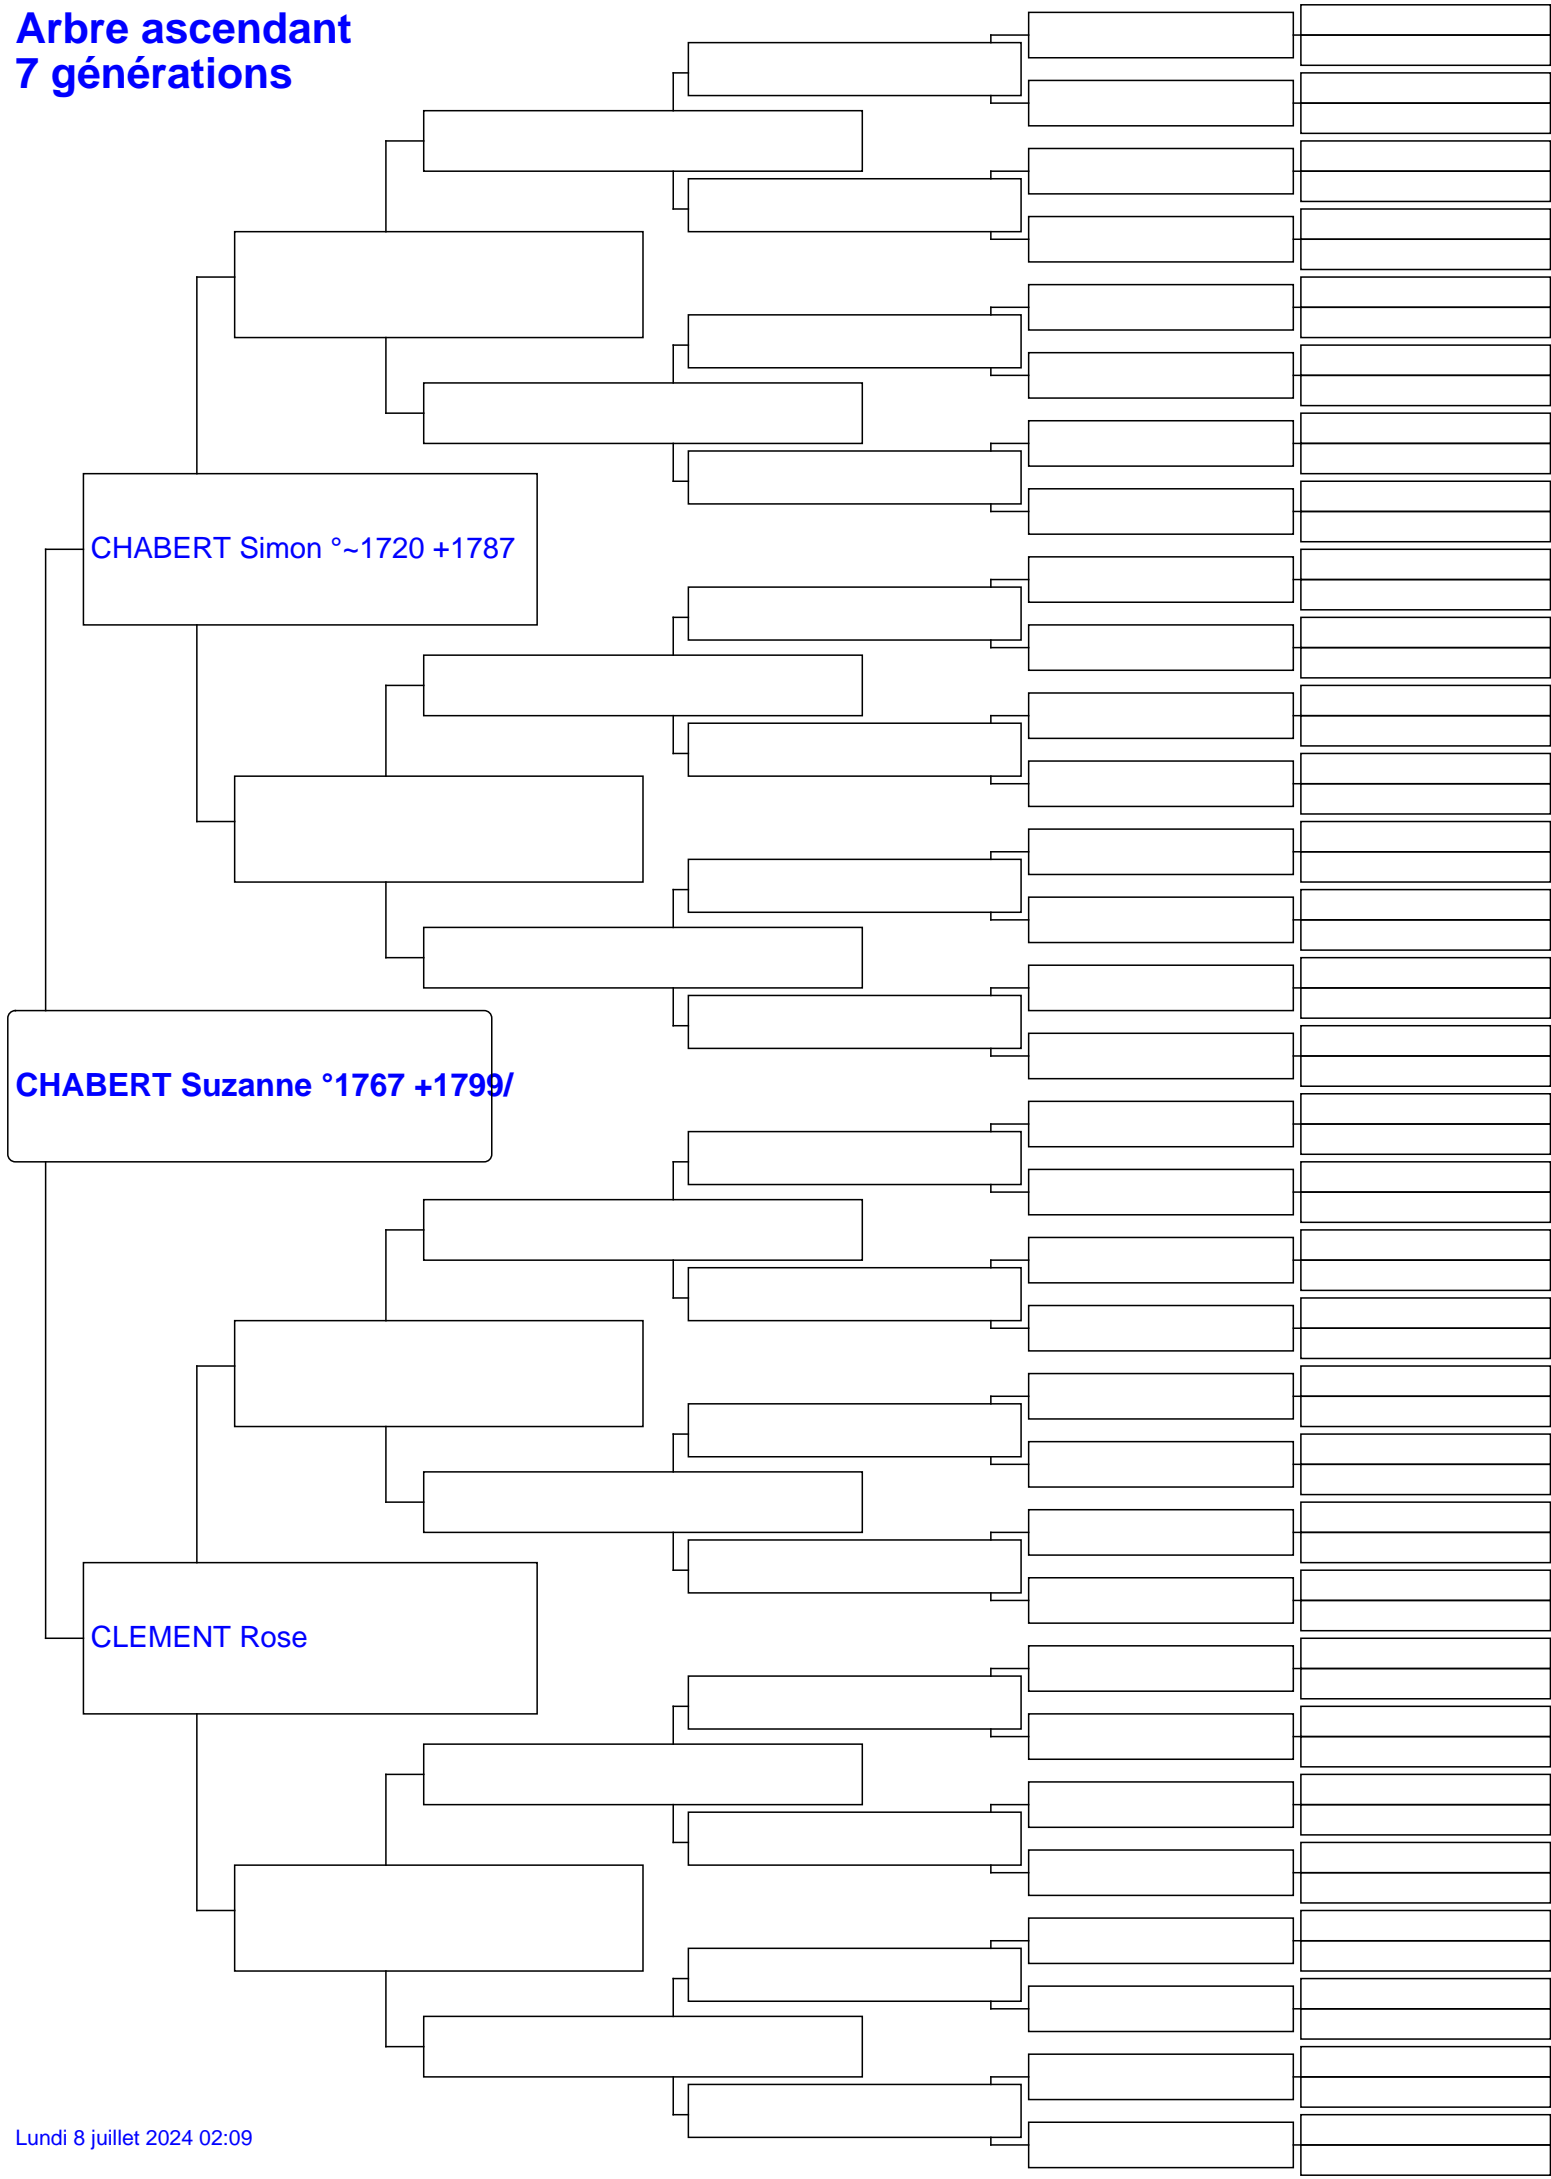 Arbre ascendant
7 générations
CHABERT Simon °~1720 +1787
CHABERT Suzanne °1767 +1799/
CLEMENT Rose
Lundi 8 juillet 2024 02:09